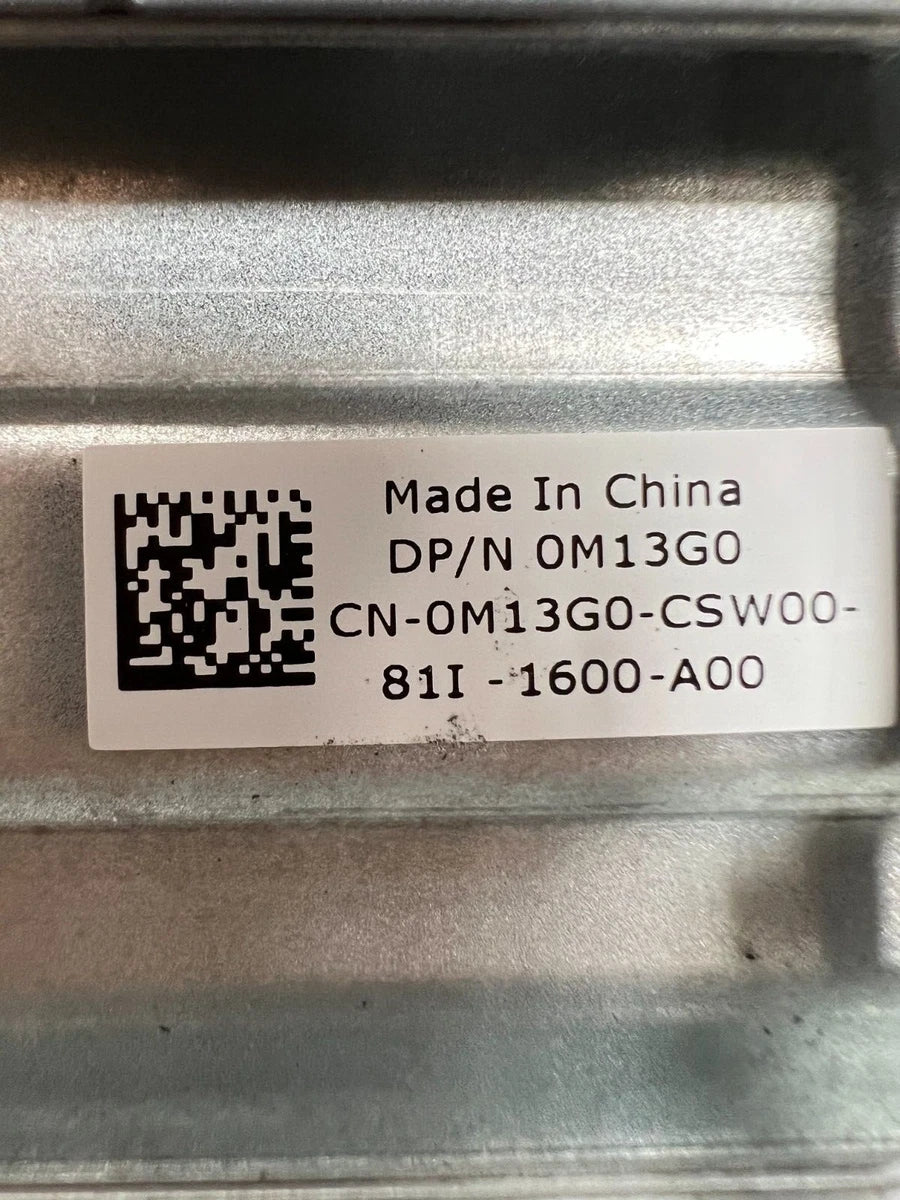 Made In China
DP/N 0M13G0
CN-0M13G0-CSW00-
81I -1600-A00